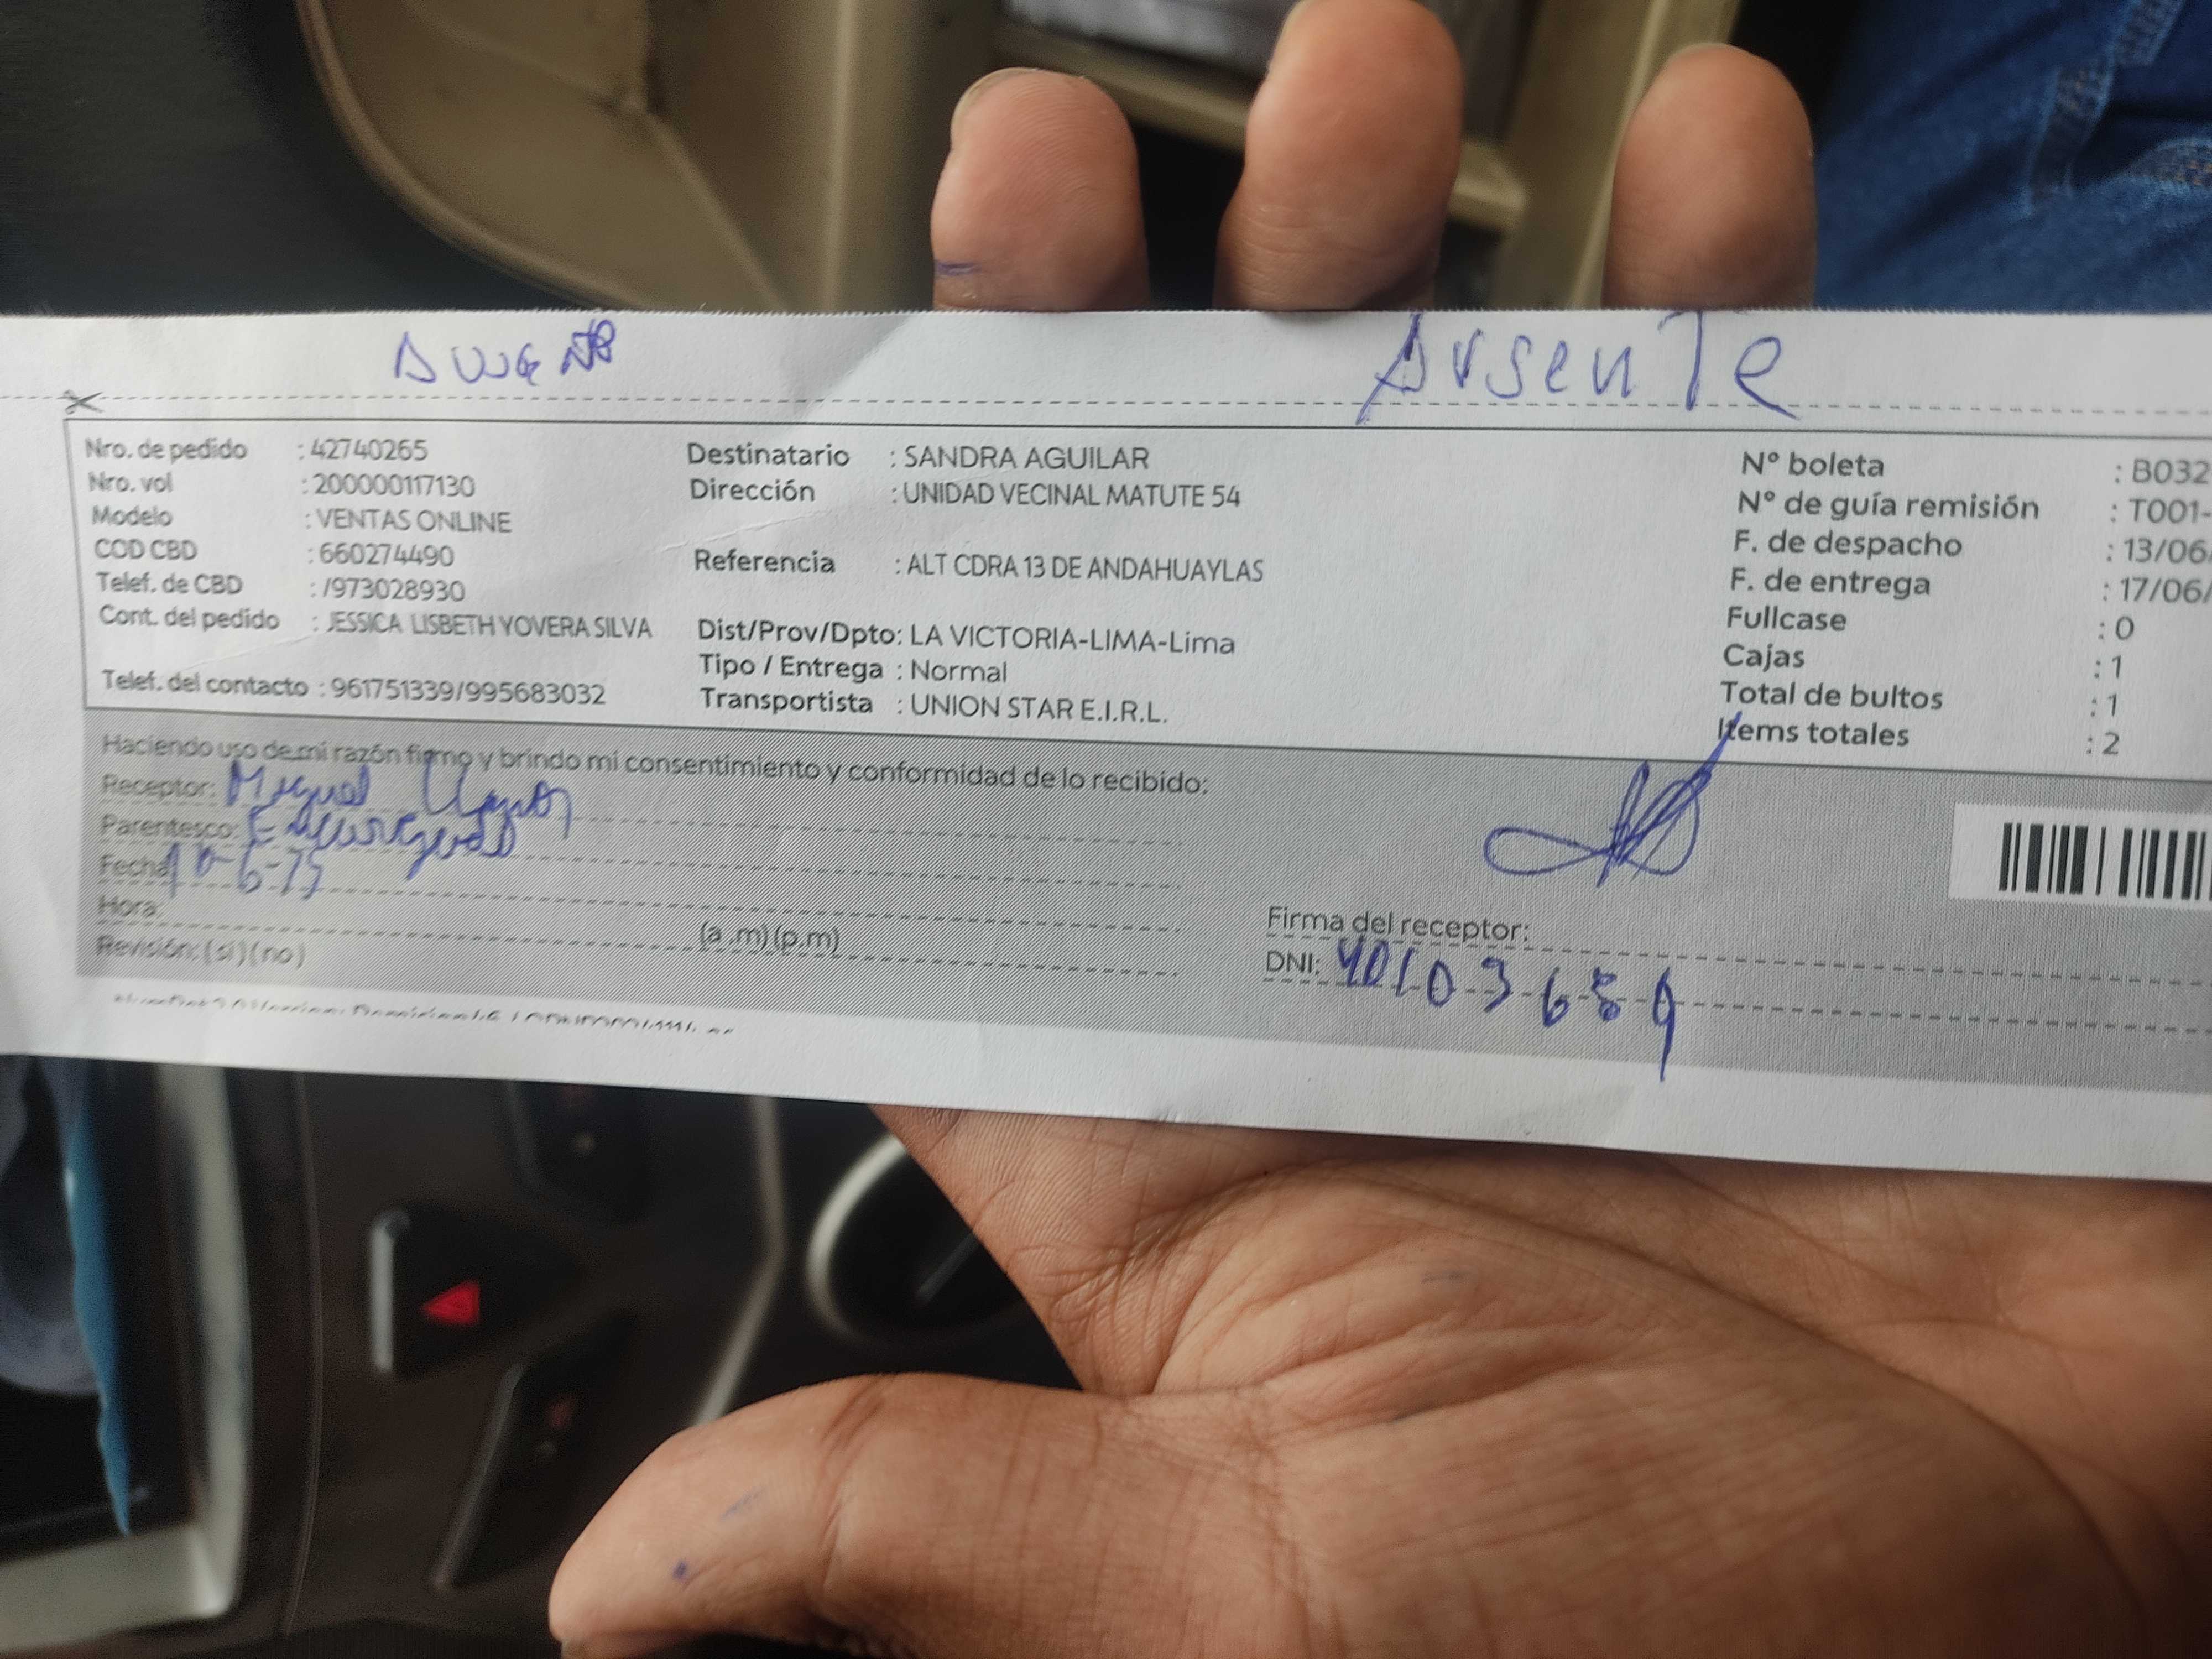 Ausente
Nro. de pedido : 42740265
Nro. vol : 200000117130
Modelo : VENTAS ONLINE
COD CBD : 660274490
Telef. de CBD : /973028930
Cont. del pedido : JESSICA LISBETH YOVERA SILVA
Telef. del contacto : 961751339/995683032
Destinatario : SANDRA AGUILAR
Dirección : UNIDAD VECINAL MATUTE 54
Referencia : ALT CDRA 13 DE ANDAHUAYLAS
Dist/Prov/Dpto: LA VICTORIA-LIMA-Lima
Tipo / Entrega : Normal
Transportista : UNION STAR E.I.R.L.
Nº boleta : B032
Nº de guía remisión : T001-
F. de despacho : 13/06
F. de entrega : 17/06/
Fullcase : 0
Cajas : 1
Total de bultos : 1
Items totales : 2
Haciendo uso de mi razón firmo y brindo mi consentimiento y conformidad de lo recibido:
Receptor: Miguel
Parentesco:
Fecha
Hora: (a .m) (p.m)
Revisión: (si) (no)
Firma del receptor:
DNI: 40103689